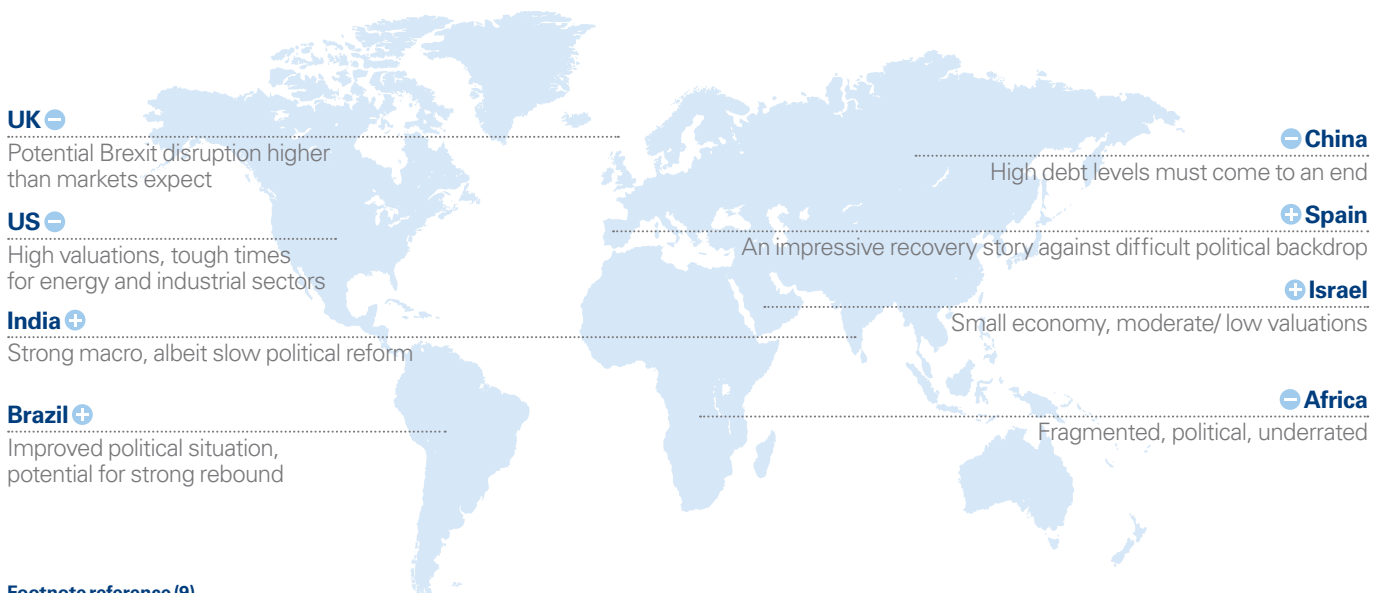 UK
Potential Brexit disruption higher
than markets expect
US
High valuations, tough times
for energy and industrial sectors
India
Strong macro, albeit slow political reform
Brazil
Improved political situation,
potential for strong rebound
China
High debt levels must come to an end
Spain
An impressive recovery story against difficult political backdrop
Israel
Small economy, moderate/ low valuations
Africa
Fragmented, political, underrated
Footnote reference (9)